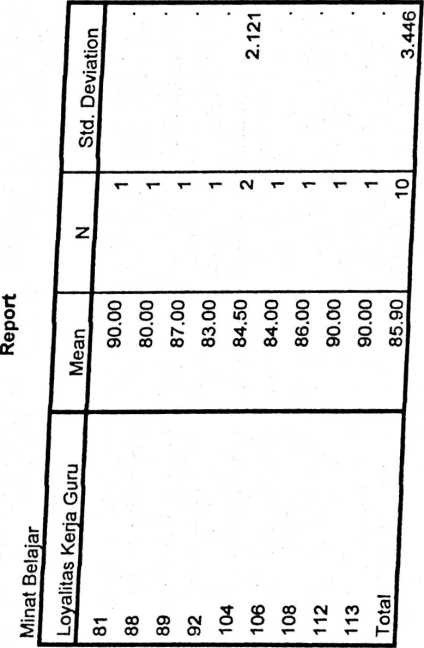 Report
Minat Belajar
Loyalitas Kerja Guru Mean N Std. Deviation
81 90.00 1 .
88 80.00 1 .
89 87.00 1 .
92 83.00 1 .
104 84.50 2 2.121
106 84.00 1 .
108 86.00 1 .
112 90.00 1 .
113 90.00 1 .
Total 85.90 10 3.446